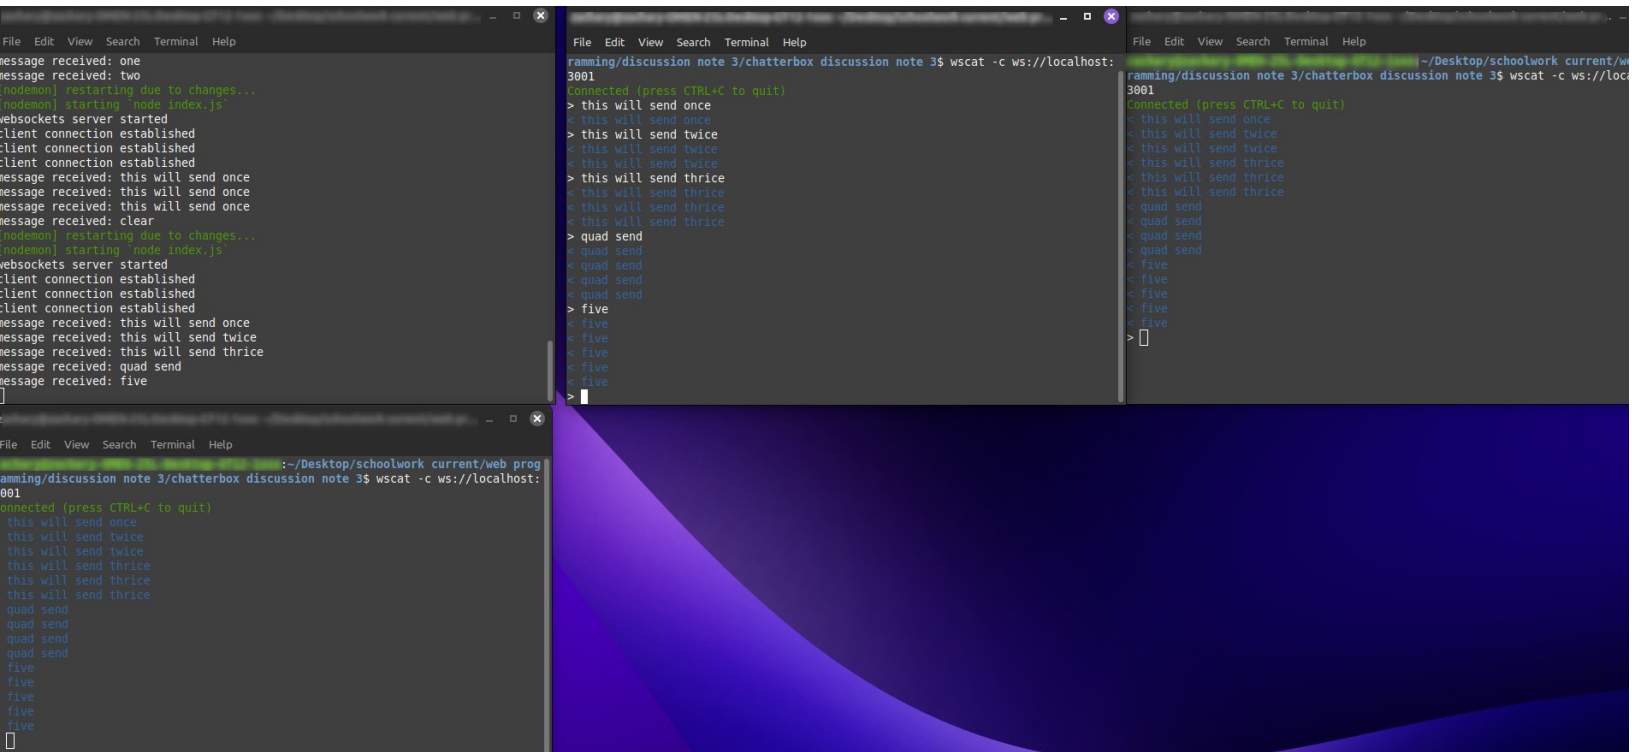 File Edit View Search Terminal Help
message received: one
message received: two
[nodemon] restarting due to changes...
[nodemon] starting `node index.js`
websockets server started
client connection established
client connection established
client connection established
message received: this will send once
message received: this will send once
message received: this will send once
message received: clear
[nodemon] restarting due to changes...
[nodemon] starting `node index.js`
websockets server started
client connection established
client connection established
client connection established
message received: this will send once
message received: this will send twice
message received: this will send thrice
message received: quad send
message received: five
File Edit View Search Terminal Help
ramming/discussion note 3/chatterbox discussion note 3$ wscat -c ws://localhost:
3001
Connected (press CTRL+C to quit)
> this will send once
< this will send once
> this will send twice
< this will send twice
< this will send twice
> this will send thrice
< this will send thrice
< this will send thrice
< this will send thrice
> quad send
< quad send
< quad send
< quad send
< quad send
> five
< five
< five
< five
< five
< five
>
File Edit View Search Terminal Help
:~/Desktop/schoolwork current/we
ramming/discussion note 3/chatterbox discussion note 3$ wscat -c ws://loca
3001
Connected (press CTRL+C to quit)
< this will send once
< this will send twice
< this will send twice
< this will send thrice
< this will send thrice
< this will send thrice
< quad send
< quad send
< quad send
< quad send
< five
< five
< five
< five
< five
>
File Edit View Search Terminal Help
:~/Desktop/schoolwork current/web prog
amming/discussion note 3/chatterbox discussion note 3$ wscat -c ws://localhost:
001
onnected (press CTRL+C to quit)
this will send once
this will send twice
this will send twice
this will send thrice
this will send thrice
this will send thrice
quad send
quad send
quad send
quad send
five
five
five
five
five